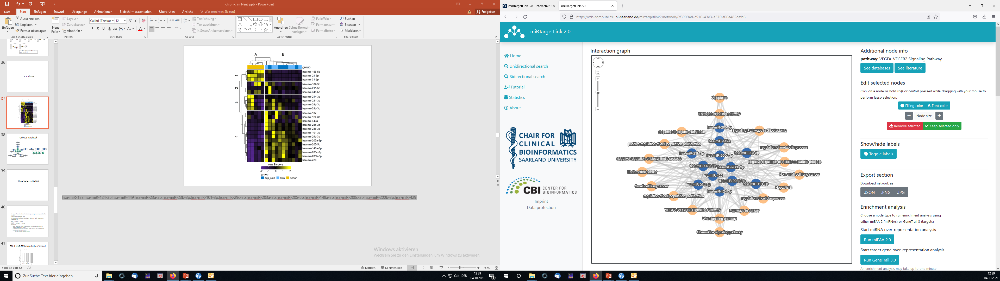 chronic_irr_Neu3.pptx - PowerPoint
Datei Start Einfügen Entwurf Übergänge Animationen Bildschirmpräsentation Überprüfen Ansicht Was möchten Sie tun? Freigeben
Einfügen
Ausschneiden
Kopieren
Format übertragen
Zwischenablage
Neue Folie
Layout
Zurücksetzen
Abschnitt
Folien
Calibri (Textkör 12
F K U S abc AV Aa A
Schriftart
Textrichtung
Text ausrichten
In SmartArt konvertieren
Absatz
Anordnen
Schnellformat-
vorlagen
Fülleffekt
Formkontur
Formeffekte
Zeichnung
Suchen
Ersetzen
Markieren
Bearbeiten
36
cSCC tissue
37
38
Pathway Analyse?
39
Time Series miR-205
40
41
SCL-II miR-205 im zeitlichen Verlauf
A B
group
1
hsa-mir-155-5p
hsa-mir-21-5p
hsa-mir-31-5p
2
hsa-mir-182-5p
hsa-mir-211-5p
hsa-mir-34a-5p
3
hsa-mir-214-3p
hsa-mir-221-3p
hsa-mir-29a-3p
hsa-mir-29b-3p
4
hsa-mir-137
hsa-mir-124-3p
hsa-mir-449a
hsa-mir-23a-3p
hsa-mir-23b-3p
hsa-mir-101-3p
hsa-mir-29c-3p
hsa-mir-203a-3p
hsa-mir-205-5p
hsa-mir-148a-3p
hsa-mir-200c-3p
hsa-mir-200b-3p
hsa-mir-429
row Z-score
-2 -1 0 1 2
group
exp_skin skin tumor
hsa-miR-137,hsa-miR-124-3p,hsa-miR-449,hsa-miR-23a-3p,hsa-miR-23b-3p,hsa-miR-101-3p,hsa-miR-29c-3p,hsa-miR-203a-3p,hsa-miR-205-5p,hsa-miR-148a-3p,hsa-miR-200c-3p,hsa-miR-200b-3p,hsa-miR-429
Windows aktivieren
Wechseln Sie zu den Einstellungen, um Windows zu aktivieren.
Folie 37 von 52
Notizen Kommentare 75 %
Zur Suche Text hier eingeben
DEU
12:39
04.10.2021
miRTargetLink 2.0—interactive
miRTargetLink 2.0
https://ccb-compute.cs.uni-saarland.de/mirtargetlink2/network/8f89094d-c516-43e3-a370-f06a482defd6
miRTargetLink 2.0
Home
Unidirectional search
Bidirectional search
Tutorial
Statistics
About
CHAIR FOR
CLINICAL
BIOINFORMATICS
SAARLAND UNIVERSITY
CBI CENTER FOR
BIOINFORMATICS
Imprint
Data protection
Interaction graph
Apoptosis
Estrogen signaling pathway
hsa-miR-205-5p
response to organic substance
Signaling Pathways in Glioblastoma
hsa-miR-449a
positive regulation of cell population proliferation
regulation of metabolic process
hsa-miR-23b-3p
hsa-miR-200c-3p
hsa-miR-29c-3p
negative regulation of biosynthetic process
negative regulation of cellular metabolic process
hsa-miR-148a-3p
hsa-miR-200b-3p
Endometrial cancer
Non-small cell lung cancer
hsa-miR-429
hsa-miR-203a-3p
hsa-miR-23a-3p
hsa-miR-101-3p
Small cell lung cancer
Hepatitis B
hsa-miR-124-3p
regulation of cell population proliferation
regulation of cellular process
VEGFA-VEGFR2 Signaling Pathway
Pathways in cancer
Wnt signaling pathway
Chemokine signaling pathway
Additional node info
pathway: VEGFA-VEGFR2 Signaling Pathway
See databases See literature
Edit selected nodes
Click on a node or hold shift or control pressed while dragging with your mouse to
perform lasso selection.
Filling color Font color
Node size
Remove selected Keep selected only
Show/hide labels
Toggle labels
Export section
Download network as
.JSON .PNG .JPG
Enrichment analysis
Choose a node type to run enrichment analysis using
either miEAA 2 (miRNAs) or GeneTrail 3 (targets)
Start miRNA over-representation analysis
Run miEAA 2.0
Start target gene over-representation analysis
Run GeneTrail 3.0
An enrichment analysis may take up to one minute
12:39
04.10.2021